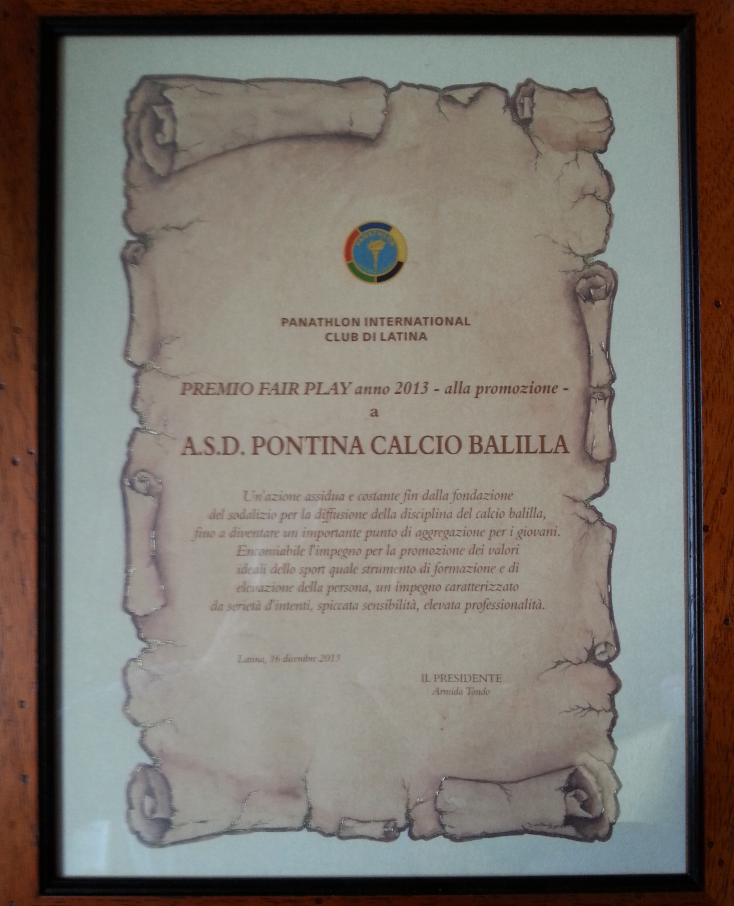 PANATHLON INTERNATIONAL
CLUB DI LATINA
PREMIO FAIR PLAY anno 2013 - alla promozione -
a
A.S.D. PONTINA CALCIO BALILLA
Un'azione assidua e costante fin dalla fondazione
del sodalizio per la diffusione della disciplina del calcio balilla,
fino a diventare un importante punto di aggregazione per i giovani.
Encomiabile l'impegno per la promozione dei valori
ideali dello sport quale strumento di formazione e di
elevazione della persona, un impegno caratterizzato
da serietà d'intenti, spiccata sensibilità, elevata professionalità.
Latina, 16 dicembre 2013
IL PRESIDENTE
Armida Tondo